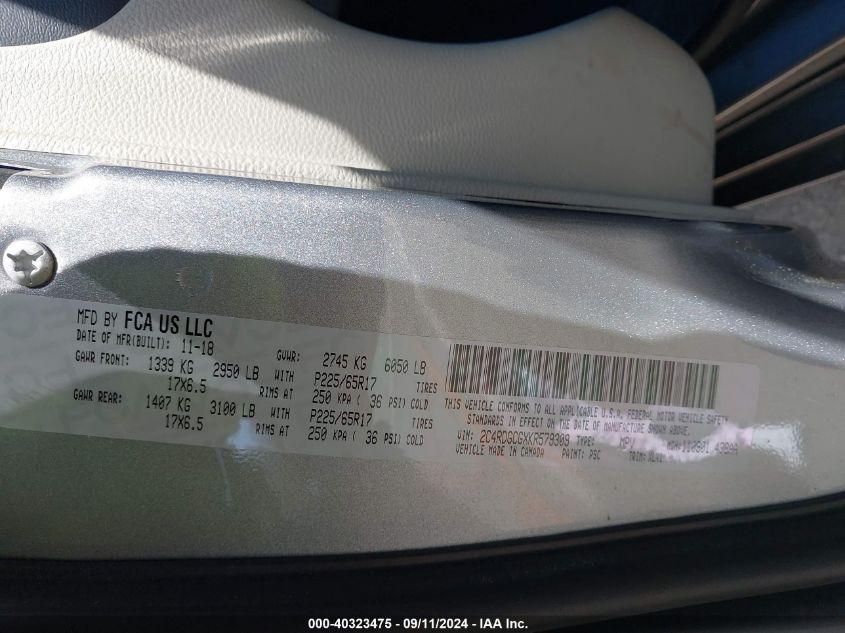 MFD BY FCA US LLC
DATE OF MFR(BUILT): 11-18 GVWR: 2745 KG 6050 LB
GAWR FRONT: 1339 KG 2950 LB WITH P225/65R17 TIRES
17X6.5 RIMS AT 250 KPA ( 36 PSI) COLD
GAWR REAR: 1407 KG 3100 LB WITH P225/65R17 TIRES
17X6.5 RIMS AT 250 KPA ( 36 PSI) COLD
THIS VEHICLE CONFORMS TO ALL APPLICABLE U.S.A. FEDERAL MOTOR VEHICLE SAFETY
STANDARDS IN EFFECT ON THE DATE OF MANUFACTURE SHOWN ABOVE.
VIN: 2C4RDGCGXKR579309 TYPE: MPV MDH:
VEHICLE MADE IN CANADA PAINT: PSC TRIM:
000-40323475 - 09/11/2024 - IAA Inc.